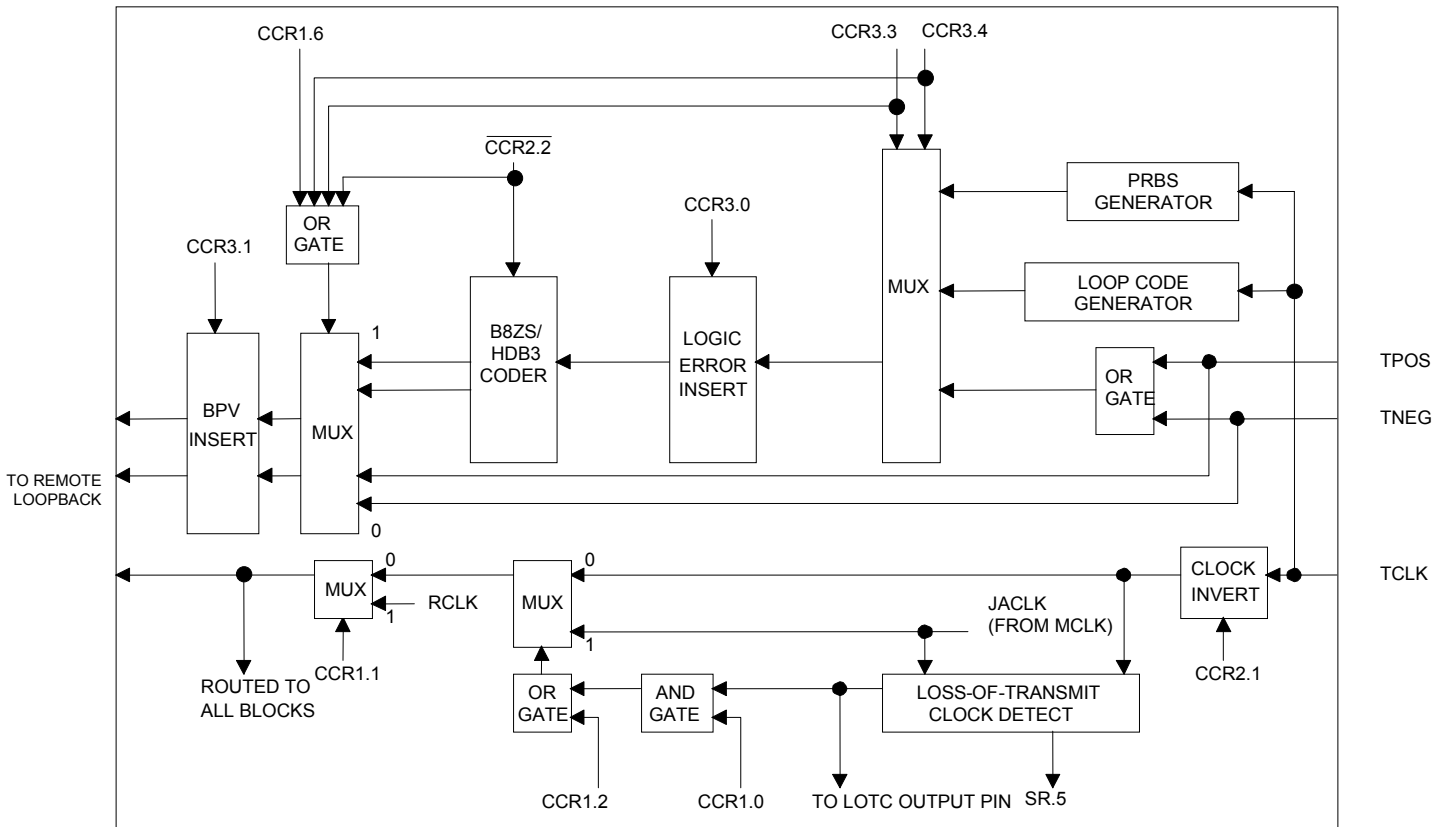 CCR1.6
CCR3.3
CCR3.4
CCR2.2
PRBS
GENERATOR
OR
GATE
CCR3.1
CCR3.0
MUX
LOOP CODE
GENERATOR
1
B8ZS/
HDB3
CODER
LOGIC
ERROR
INSERT
OR
GATE
TPOS
BPV
INSERT
MUX
TNEG
TO REMOTE
LOOPBACK
0
0
MUX
1
RCLK
MUX
0
1
JACLK
(FROM MCLK)
CLOCK
INVERT
TCLK
CCR1.1
CCR2.1
ROUTED TO
ALL BLOCKS
OR
GATE
AND
GATE
LOSS-OF-TRANSMIT
CLOCK DETECT
CCR1.2
CCR1.0
TO LOTC OUTPUT PIN
SR.5